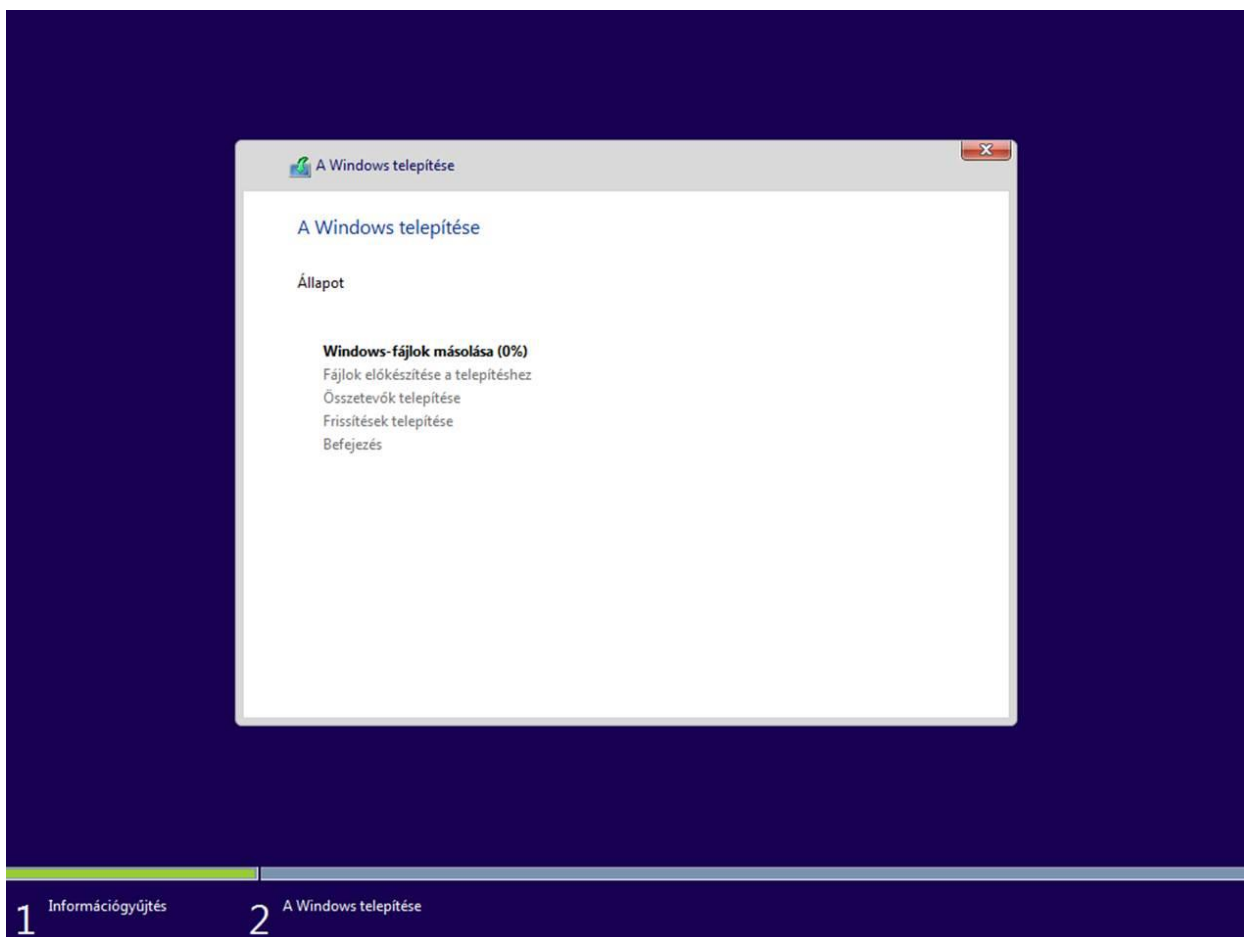 A Windows telepítése
A Windows telepítése
Állapot
Windows-fájlok másolása (0%)
Fájlok előkészítése a telepítéshez
Összetevők telepítése
Frissítések telepítése
Befejezés
1 Információgyűjtés
2 A Windows telepítése